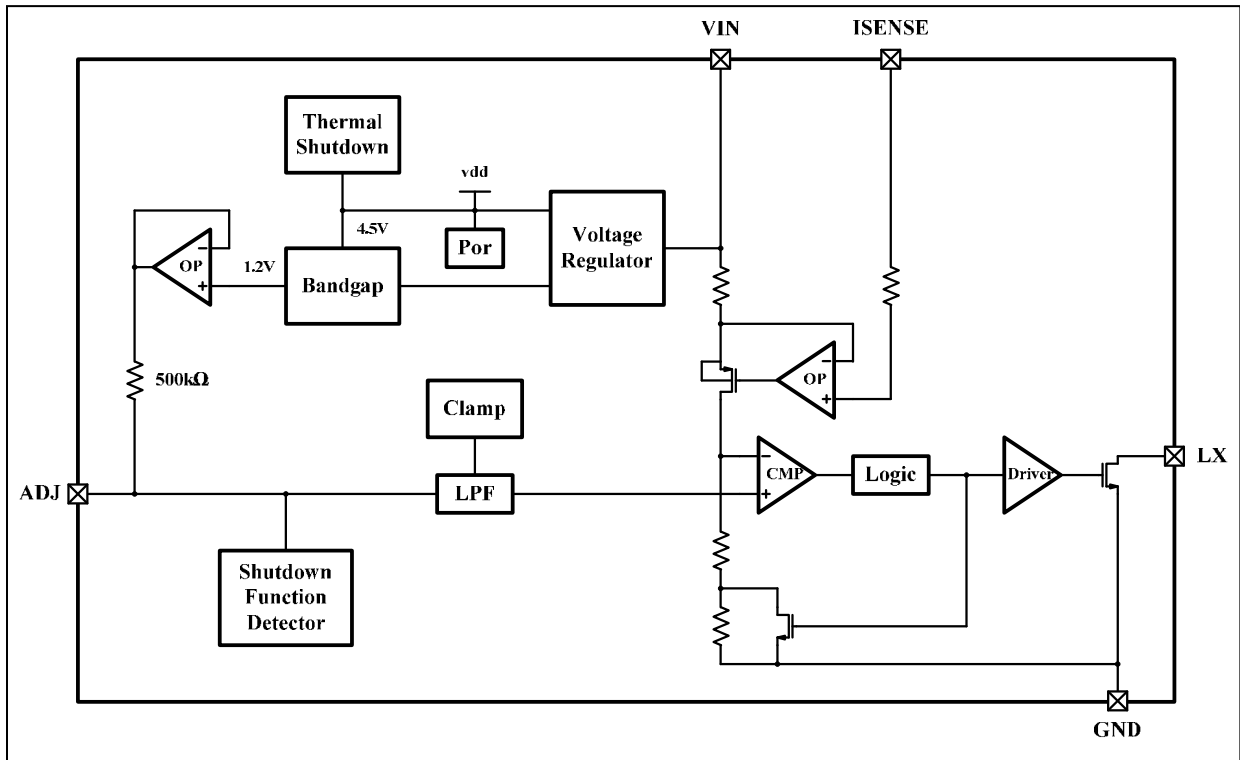 VIN
ISENSE
Thermal
Shutdown
vdd
4.5V
Por
Voltage
Regulator
OP
−
+
1.2V
Bandgap
500kΩ
OP
−
+
Clamp
ADJ
LPF
CMP
−
+
Logic
Driver
LX
Shutdown
Function
Detector
GND